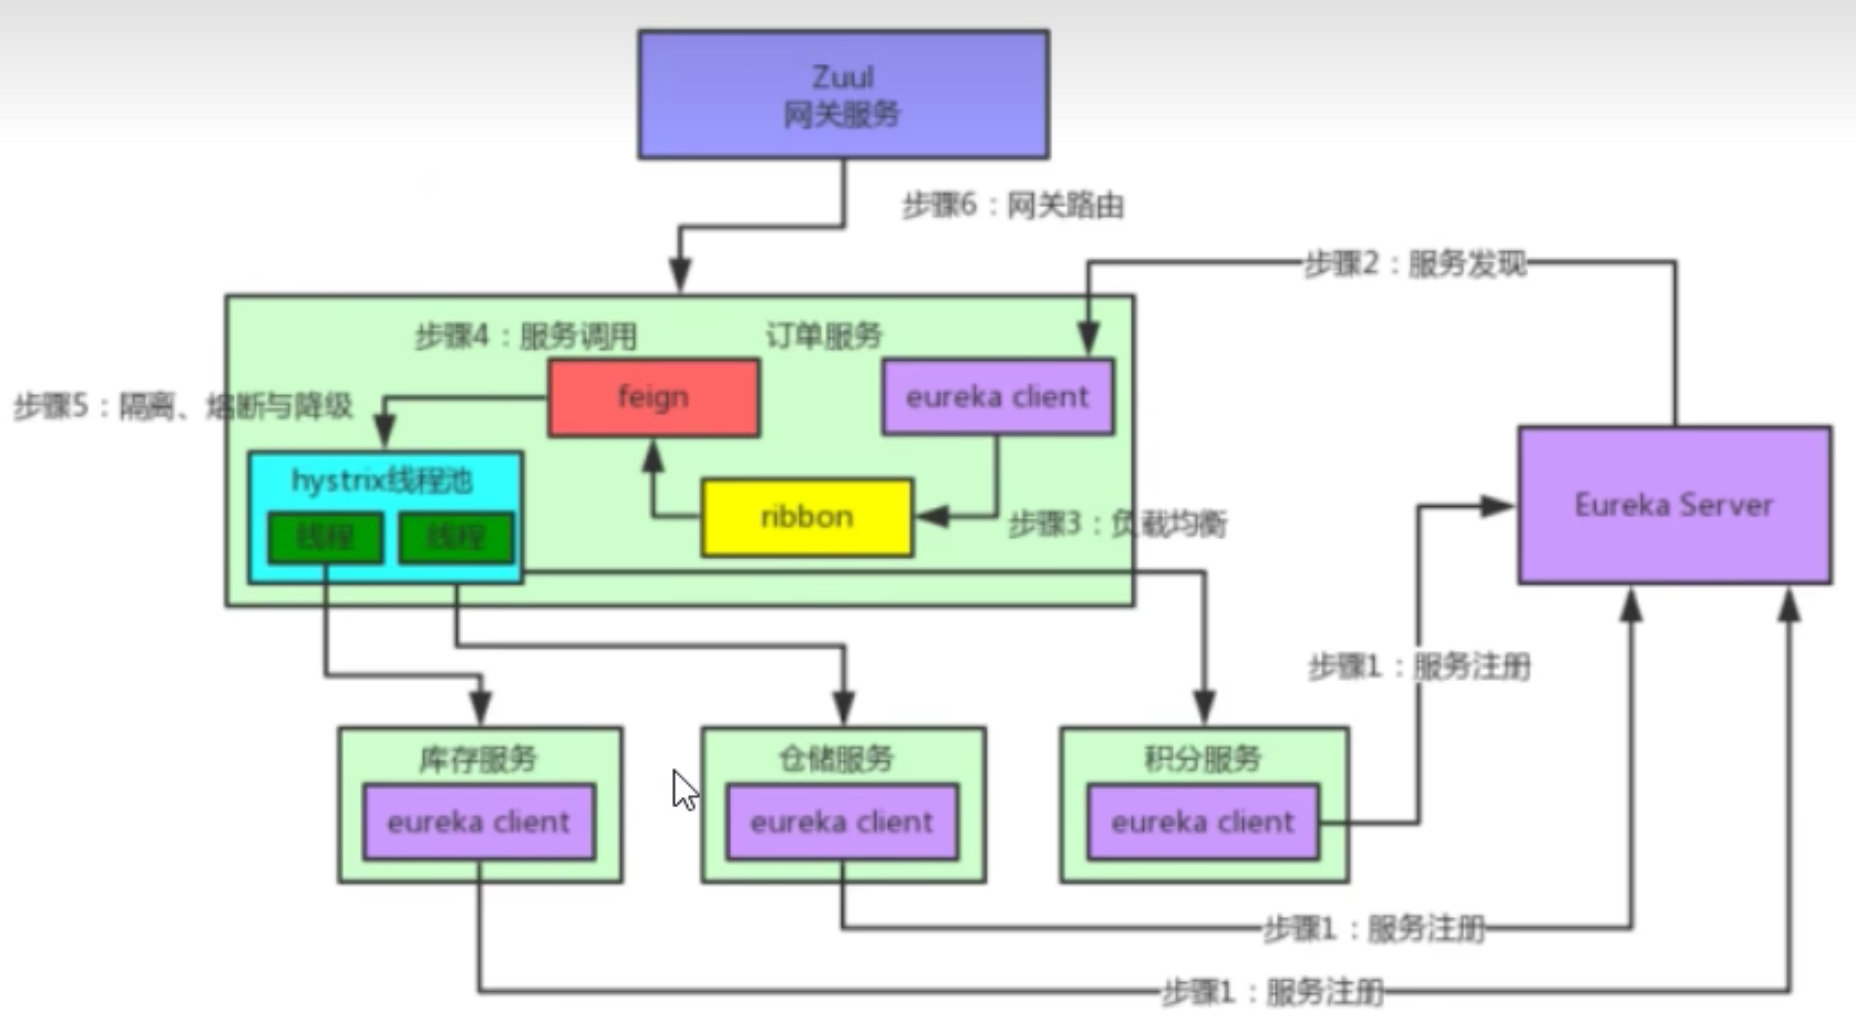 Zuul
网关服务
步骤6：网关路由
步骤2：服务发现
步骤4：服务调用
订单服务
feign
eureka client
步骤5：隔离、熔断与降级
hystrix线程池
线程
线程
ribbon
步骤3：负载均衡
Eureka Server
步骤1：服务注册
库存服务
eureka client
仓储服务
eureka client
积分服务
eureka client
步骤1：服务注册
步骤1：服务注册